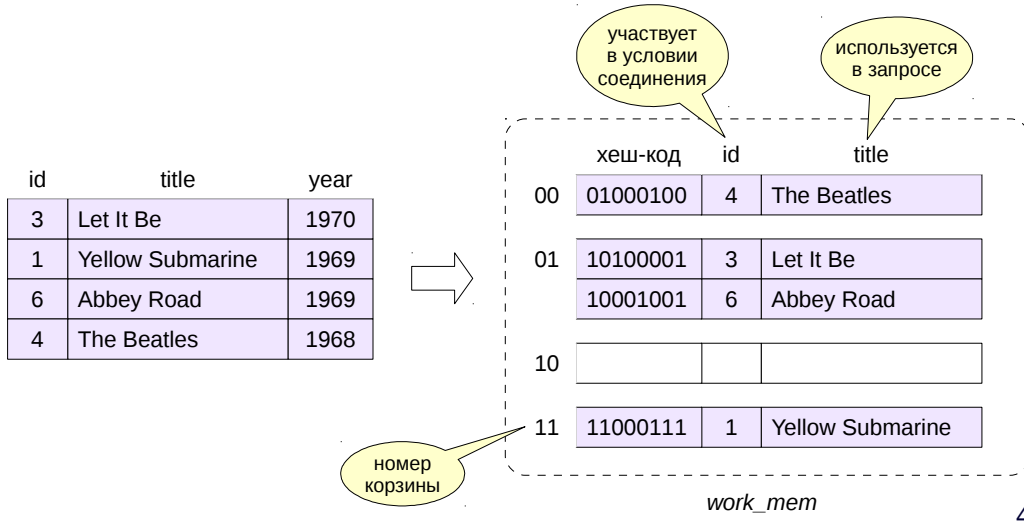 участвует
в условии
соединения
используется
в запросе
id title year
3 Let It Be 1970
1 Yellow Submarine 1969
6 Abbey Road 1969
4 The Beatles 1968
хеш-код id title
00 01000100 4 The Beatles
01 10100001 3 Let It Be
10001001 6 Abbey Road
10
11 11000111 1 Yellow Submarine
номер
корзины
work_mem